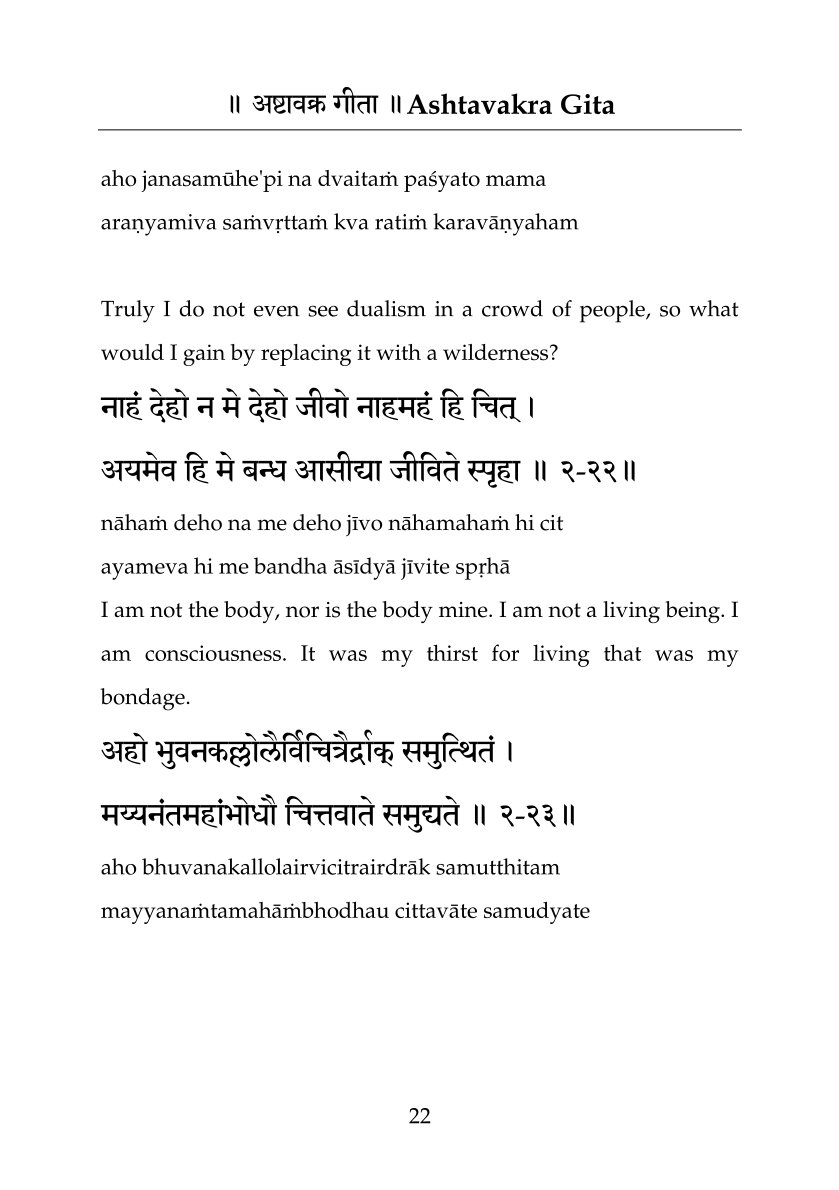 ॥ अष्टावक्र गीता ॥ Ashtavakra Gita
aho janasamūhe'pi na dvaitaṁ paśyato mama
araṇyamiva saṁvṛttaṁ kva ratiṁ karavāṇyaham
Truly I do not even see dualism in a crowd of people, so what
would I gain by replacing it with a wilderness?
नाहं देहो न मे देहो जीवो नाहमहं हि चित् ।
अयमेव हि मे बन्ध आसीद्या जीविते स्पृहा ॥ २-२२॥
nāhaṁ deho na me deho jīvo nāhamahaṁ hi cit
ayameva hi me bandha āsīdyā jīvite spṛhā
I am not the body, nor is the body mine. I am not a living being. I
am consciousness. It was my thirst for living that was my
bondage.
अहो भुवनकल्लोलैर्विचित्रैर्द्राक् समुत्थितं ।
मय्यनंतमहांभोधौ चित्तवाते समुद्यते ॥ २-२३॥
aho bhuvanakallolairvicitrairdrāk samutthitam
mayyanaṁtamahāṁbhodhau cittavāte samudyate
22